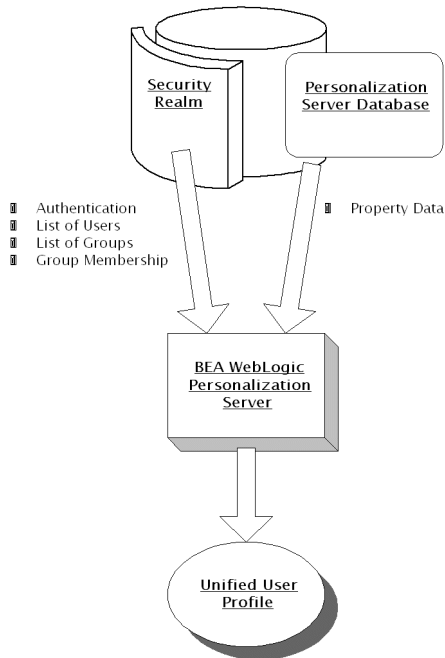 Security
Realm
Personalization
Server Database
Authentication
List of Users
List of Groups
Group Membership
Property Data
BEA WebLogic
Personalization
Server
Unified User
Profile